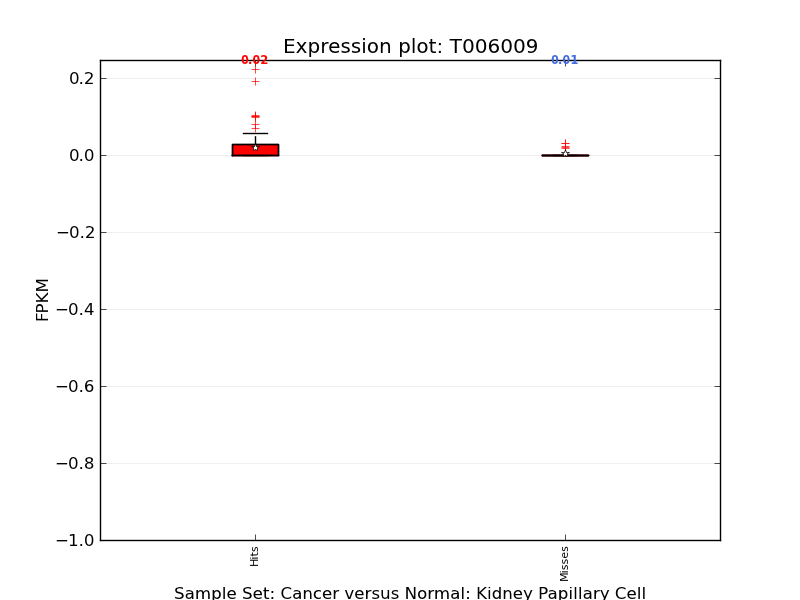 Expression plot: T006009
0.02
0.01
0.2
0.0
−0.2
−0.4
−0.6
−0.8
−1.0
FPKM
Hits
Misses
Sample Set: Cancer versus Normal: Kidney Papillary Cell